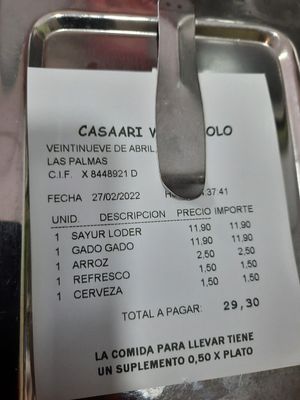 CASAARI OLO
VEINTINUEVE DE ABRIL
LAS PALMAS
C.I.F. X 8448921 D
FECHA 27/02/2022 37:41
UNID. DESCRIPCION PRECIO IMPORTE
1 SAYUR LODER 11,90 11,90
1 GADO GADO 11,90 11,90
1 ARROZ 2,50 2,50
1 REFRESCO 1,50 1,50
1 CERVEZA 1,50 1,50
TOTAL A PAGAR: 29,30
LA COMIDA PARA LLEVAR TIENE
UN SUPLEMENTO 0,50 X PLATO